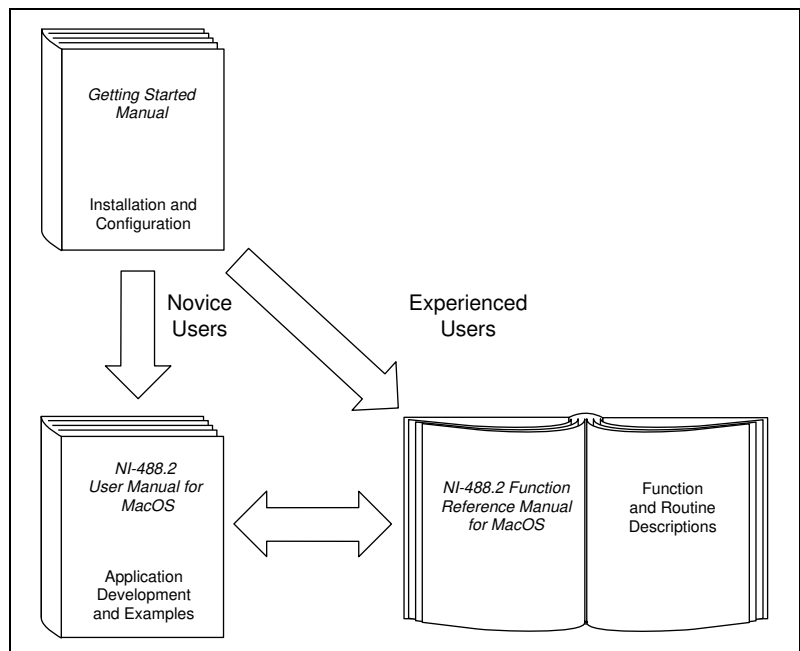 Getting Started
Manual
Installation and
Configuration
Novice
Users
Experienced
Users
NI-488.2
User Manual for
MacOS
Application
Development
and Examples
NI-488.2 Function
Reference Manual
for MacOS
Function
and Routine
Descriptions